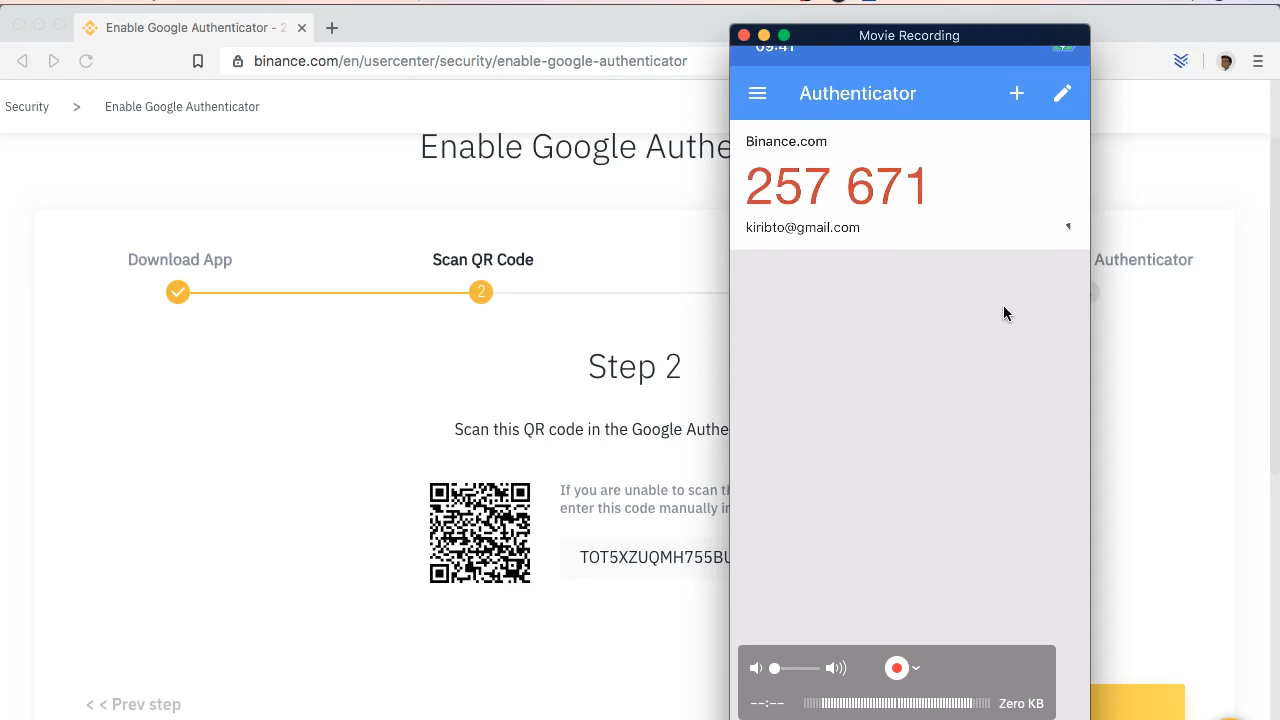 Enable Google Authenticator - 2
binance.com/en/usercenter/security/enable-google-authenticator
Security > Enable Google Authenticator
Enable Google Authe
Download App
Scan QR Code
Authenticator
2
Step 2
Scan this QR code in the Google Authe
If you are unable to scan th
enter this code manually in
TOT5XZUQMH755BU
< < Prev step
Movie Recording
09:41
Authenticator
Binance.com
257 671
kiribto@gmail.com
--:--
Zero KB